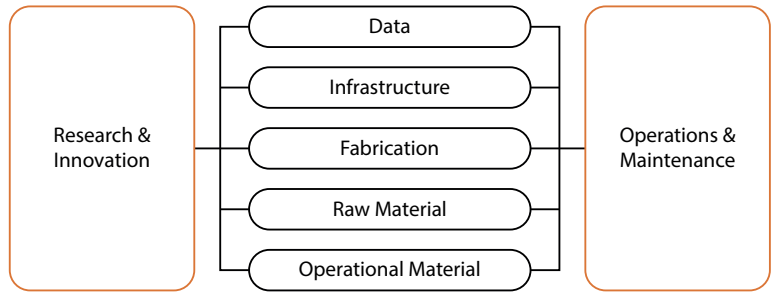 Research &
Innovation
Data
Infrastructure
Fabrication
Raw Material
Operational Material
Operations &
Maintenance